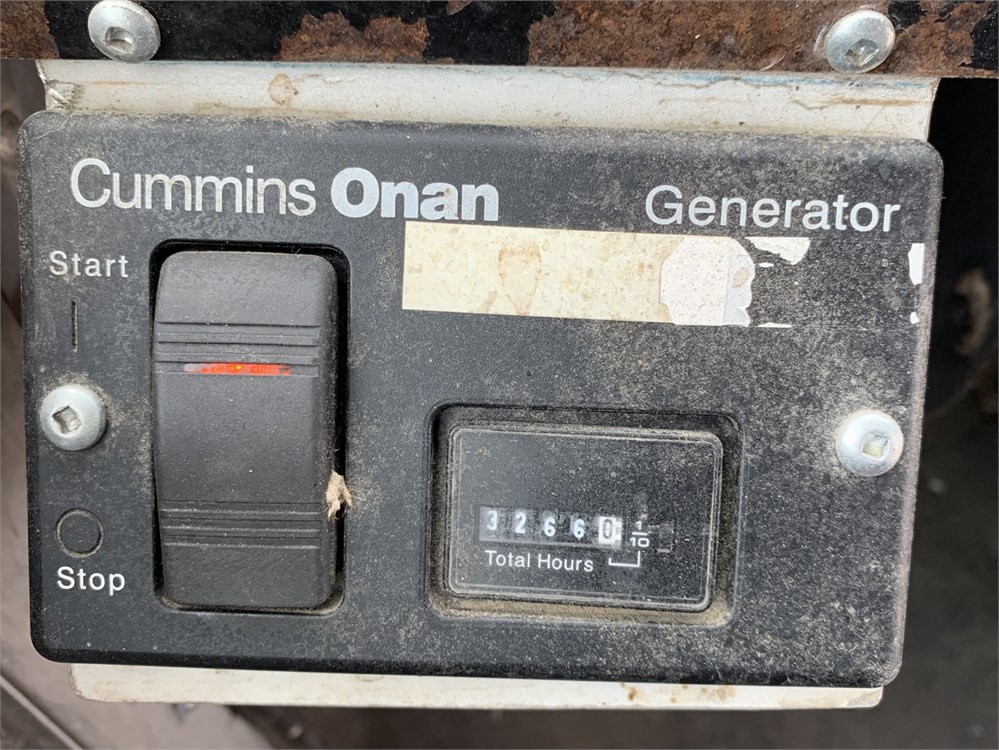 Cummins Onan
Generator
Start
Stop
32660 1/10
Total Hours